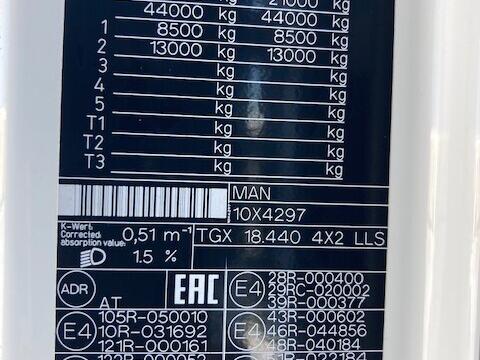 21000 kg
44000 kg 44000 kg
1 8500 kg 8500 kg
2 13000 kg 13000 kg
3 kg kg
4 kg kg
5 kg kg
T1 kg kg
T2 kg kg
T3 kg kg
MAN
10X4297
K-Wert:
Corrected
absorption value:
0,51 m⁻¹
TGX 18.440 4X2 LLS
1.5 %
ADR
AT
EAC
E4
28R-000400
29RC-020002
39R-000377
E4
105R-050010
10R-031692
121R-000161
E4
43R-000602
46R-044856
48R-040184